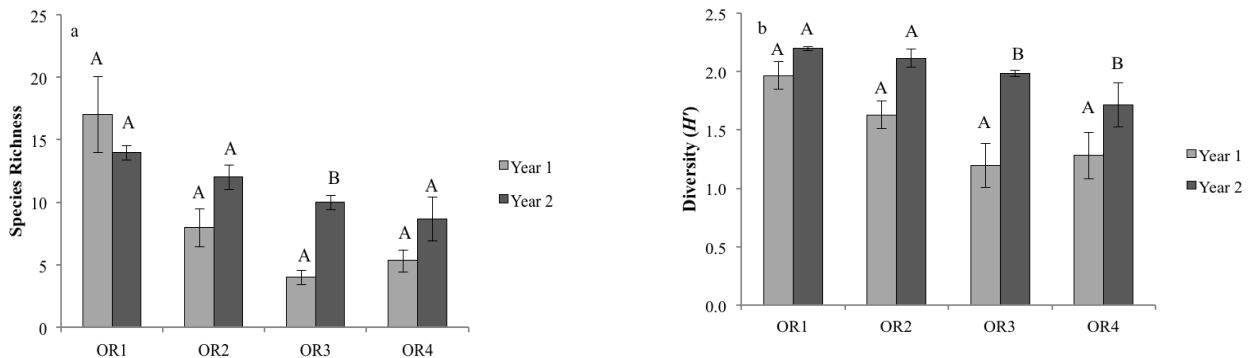 a
Species Richness
25
20
15
10
5
0
A A
A A
A B
A A
OR1 OR2 OR3 OR4
Year 1
Year 2
b
Diversity (H')
2.5
2.0
1.5
1.0
0.5
0.0
A A
A A
A B
A B
OR1 OR2 OR3 OR4
Year 1
Year 2